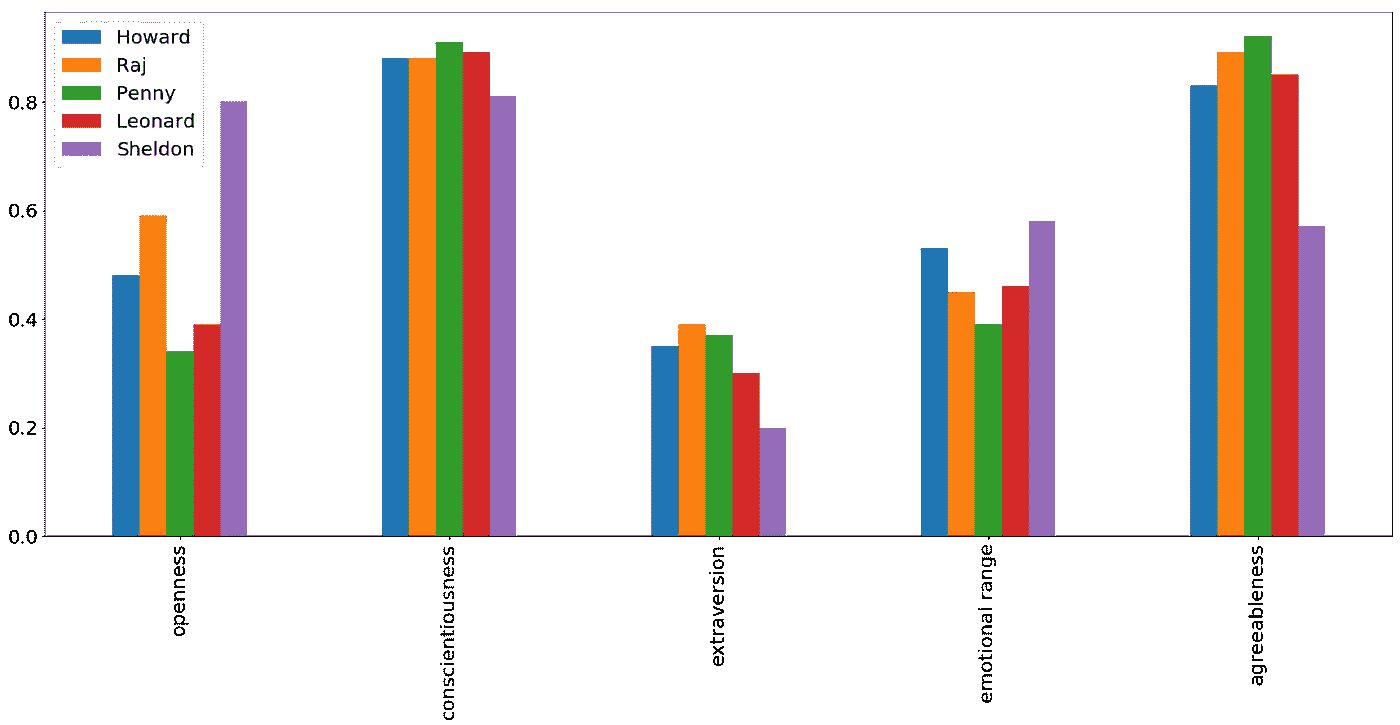 Howard
Raj
Penny
Leonard
Sheldon
0.8
0.6
0.4
0.2
0.0
openness
conscientiousness
extraversion
emotional range
agreeableness